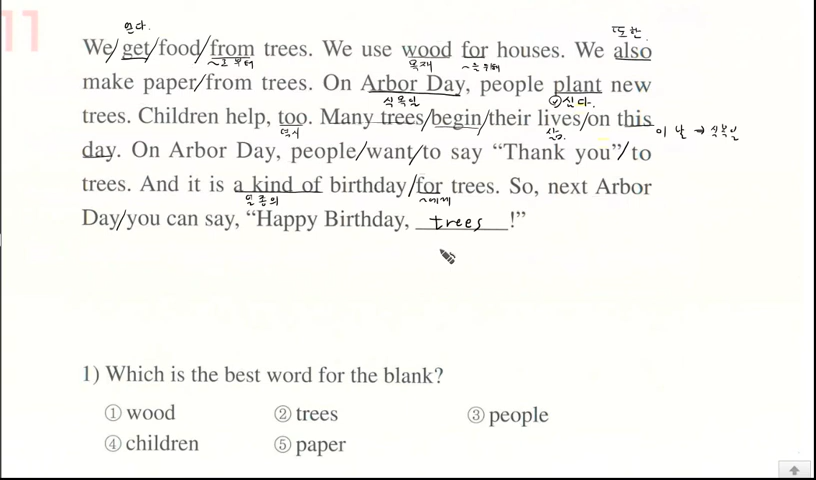 11
얻다.
또한
We/get/food/from trees. We use wood for houses. We also
~로부터
목재
~을 위해
make paper/from trees. On Arbor Day, people plant new
식목일
ⓥ심다.
trees. Children help, too. Many trees/begin/their lives/on this
역시
삶.
이 날 → 식목일
day. On Arbor Day, people/want/to say “Thank you”/to
trees. And it is a kind of birthday/for trees. So, next Arbor
일종의
~에게
Day/you can say, “Happy Birthday, trees !”
1) Which is the best word for the blank?
① wood ② trees ③ people
④ children ⑤ paper